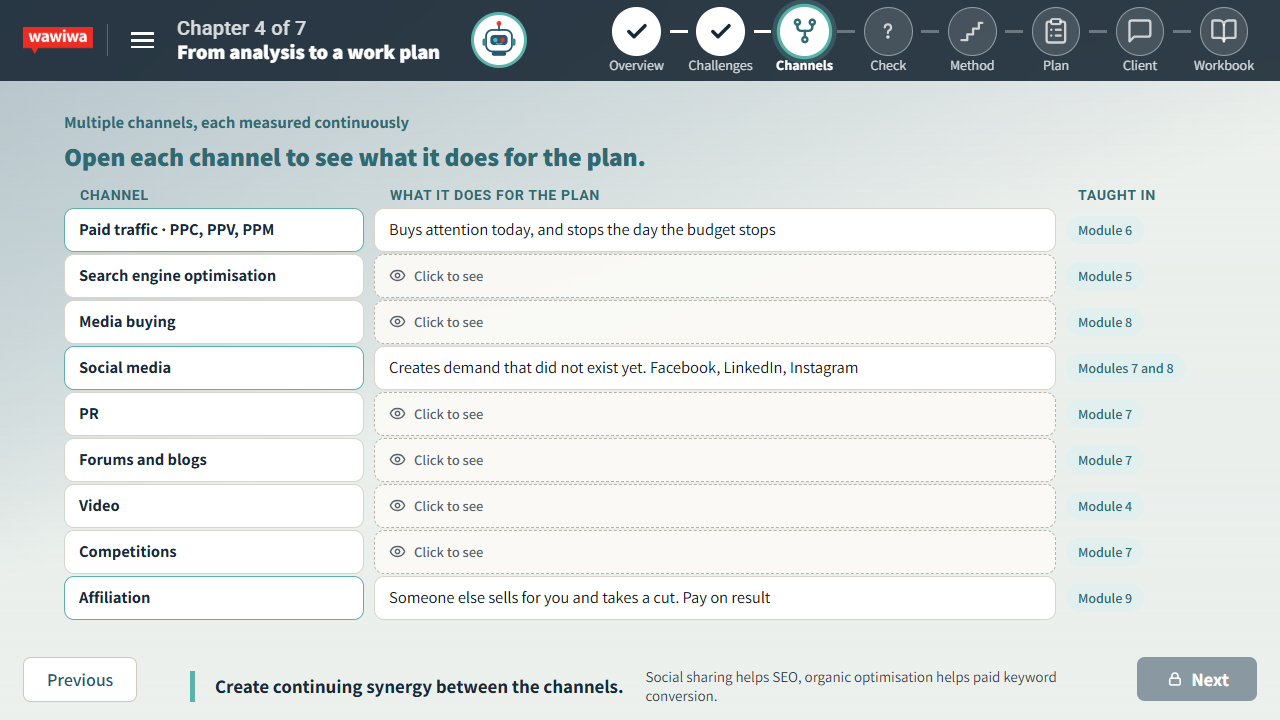 wawiwa
Chapter 4 of 7
From analysis to a work plan
Overview
Challenges
Channels
?
Check
Method
Plan
Client
Workbook
Multiple channels, each measured continuously
Open each channel to see what it does for the plan.
CHANNEL WHAT IT DOES FOR THE PLAN TAUGHT IN
Paid traffic · PPC, PPV, PPM Buys attention today, and stops the day the budget stops Module 6
Search engine optimisation Click to see Module 5
Media buying Click to see Module 8
Social media Creates demand that did not exist yet. Facebook, LinkedIn, Instagram Modules 7 and 8
PR Click to see Module 7
Forums and blogs Click to see Module 7
Video Click to see Module 4
Competitions Click to see Module 7
Affiliation Someone else sells for you and takes a cut. Pay on result Module 9
Previous
Create continuing synergy between the channels.
Social sharing helps SEO, organic optimisation helps paid keyword
conversion.
Next